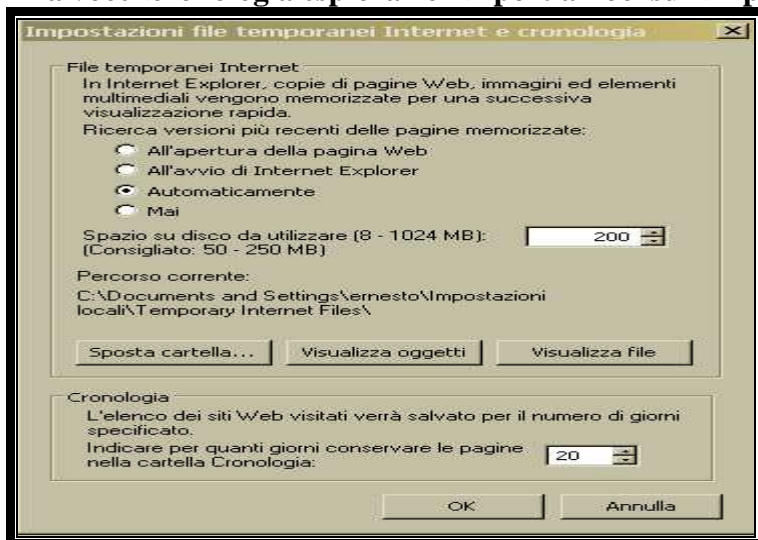 Impostazioni file temporanei Internet e cronologia
File temporanei Internet
In Internet Explorer, copie di pagine Web, immagini ed elementi
multimediali vengono memorizzate per una successiva
visualizzazione rapida.
Ricerca versioni più recenti delle pagine memorizzate:
All'apertura della pagina Web
All'avvio di Internet Explorer
Automaticamente
Mai
Spazio su disco da utilizzare (8 - 1024 MB): 200
(Consigliato: 50 - 250 MB)
Percorso corrente:
C:\Documents and Settings\ernesto\Impostazioni
locali\Temporary Internet Files\
Sposta cartella... Visualizza oggetti Visualizza file
Cronologia
L'elenco dei siti Web visitati verrà salvato per il numero di giorni
specificato.
Indicare per quanti giorni conservare le pagine 20
nella cartella Cronologia:
OK Annulla